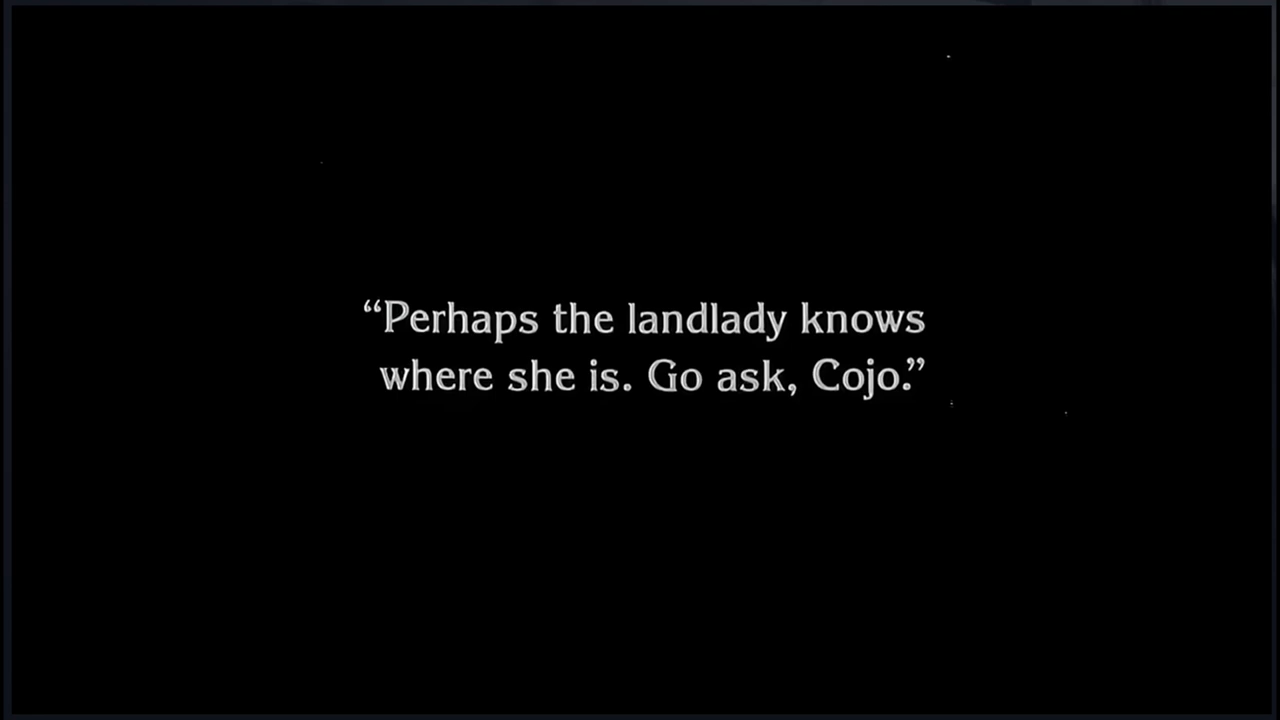 “Perhaps the landlady knows
where she is. Go ask, Cojo.”